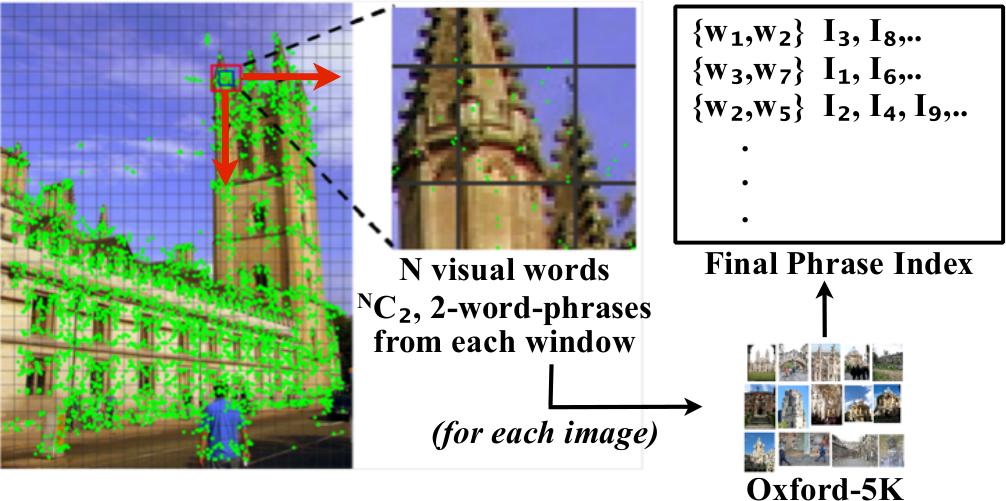 {w₁,w₂} I₃, I₈,..
{w₃,w₇} I₁, I₆,..
{w₂,w₅} I₂, I₄, I₉,..
.
.
.
Final Phrase Index
N visual words
ᴺC₂, 2-word-phrases
from each window
(for each image)
Oxford-5K